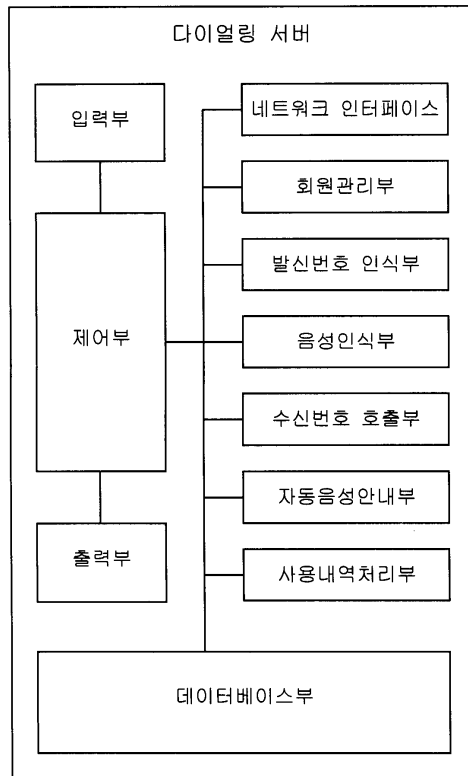 다이얼링 서버
입력부
제어부
출력부
네트워크 인터페이스
회원관리부
발신번호 인식부
음성인식부
수신번호 호출부
자동음성안내부
사용내역처리부
데이터베이스부